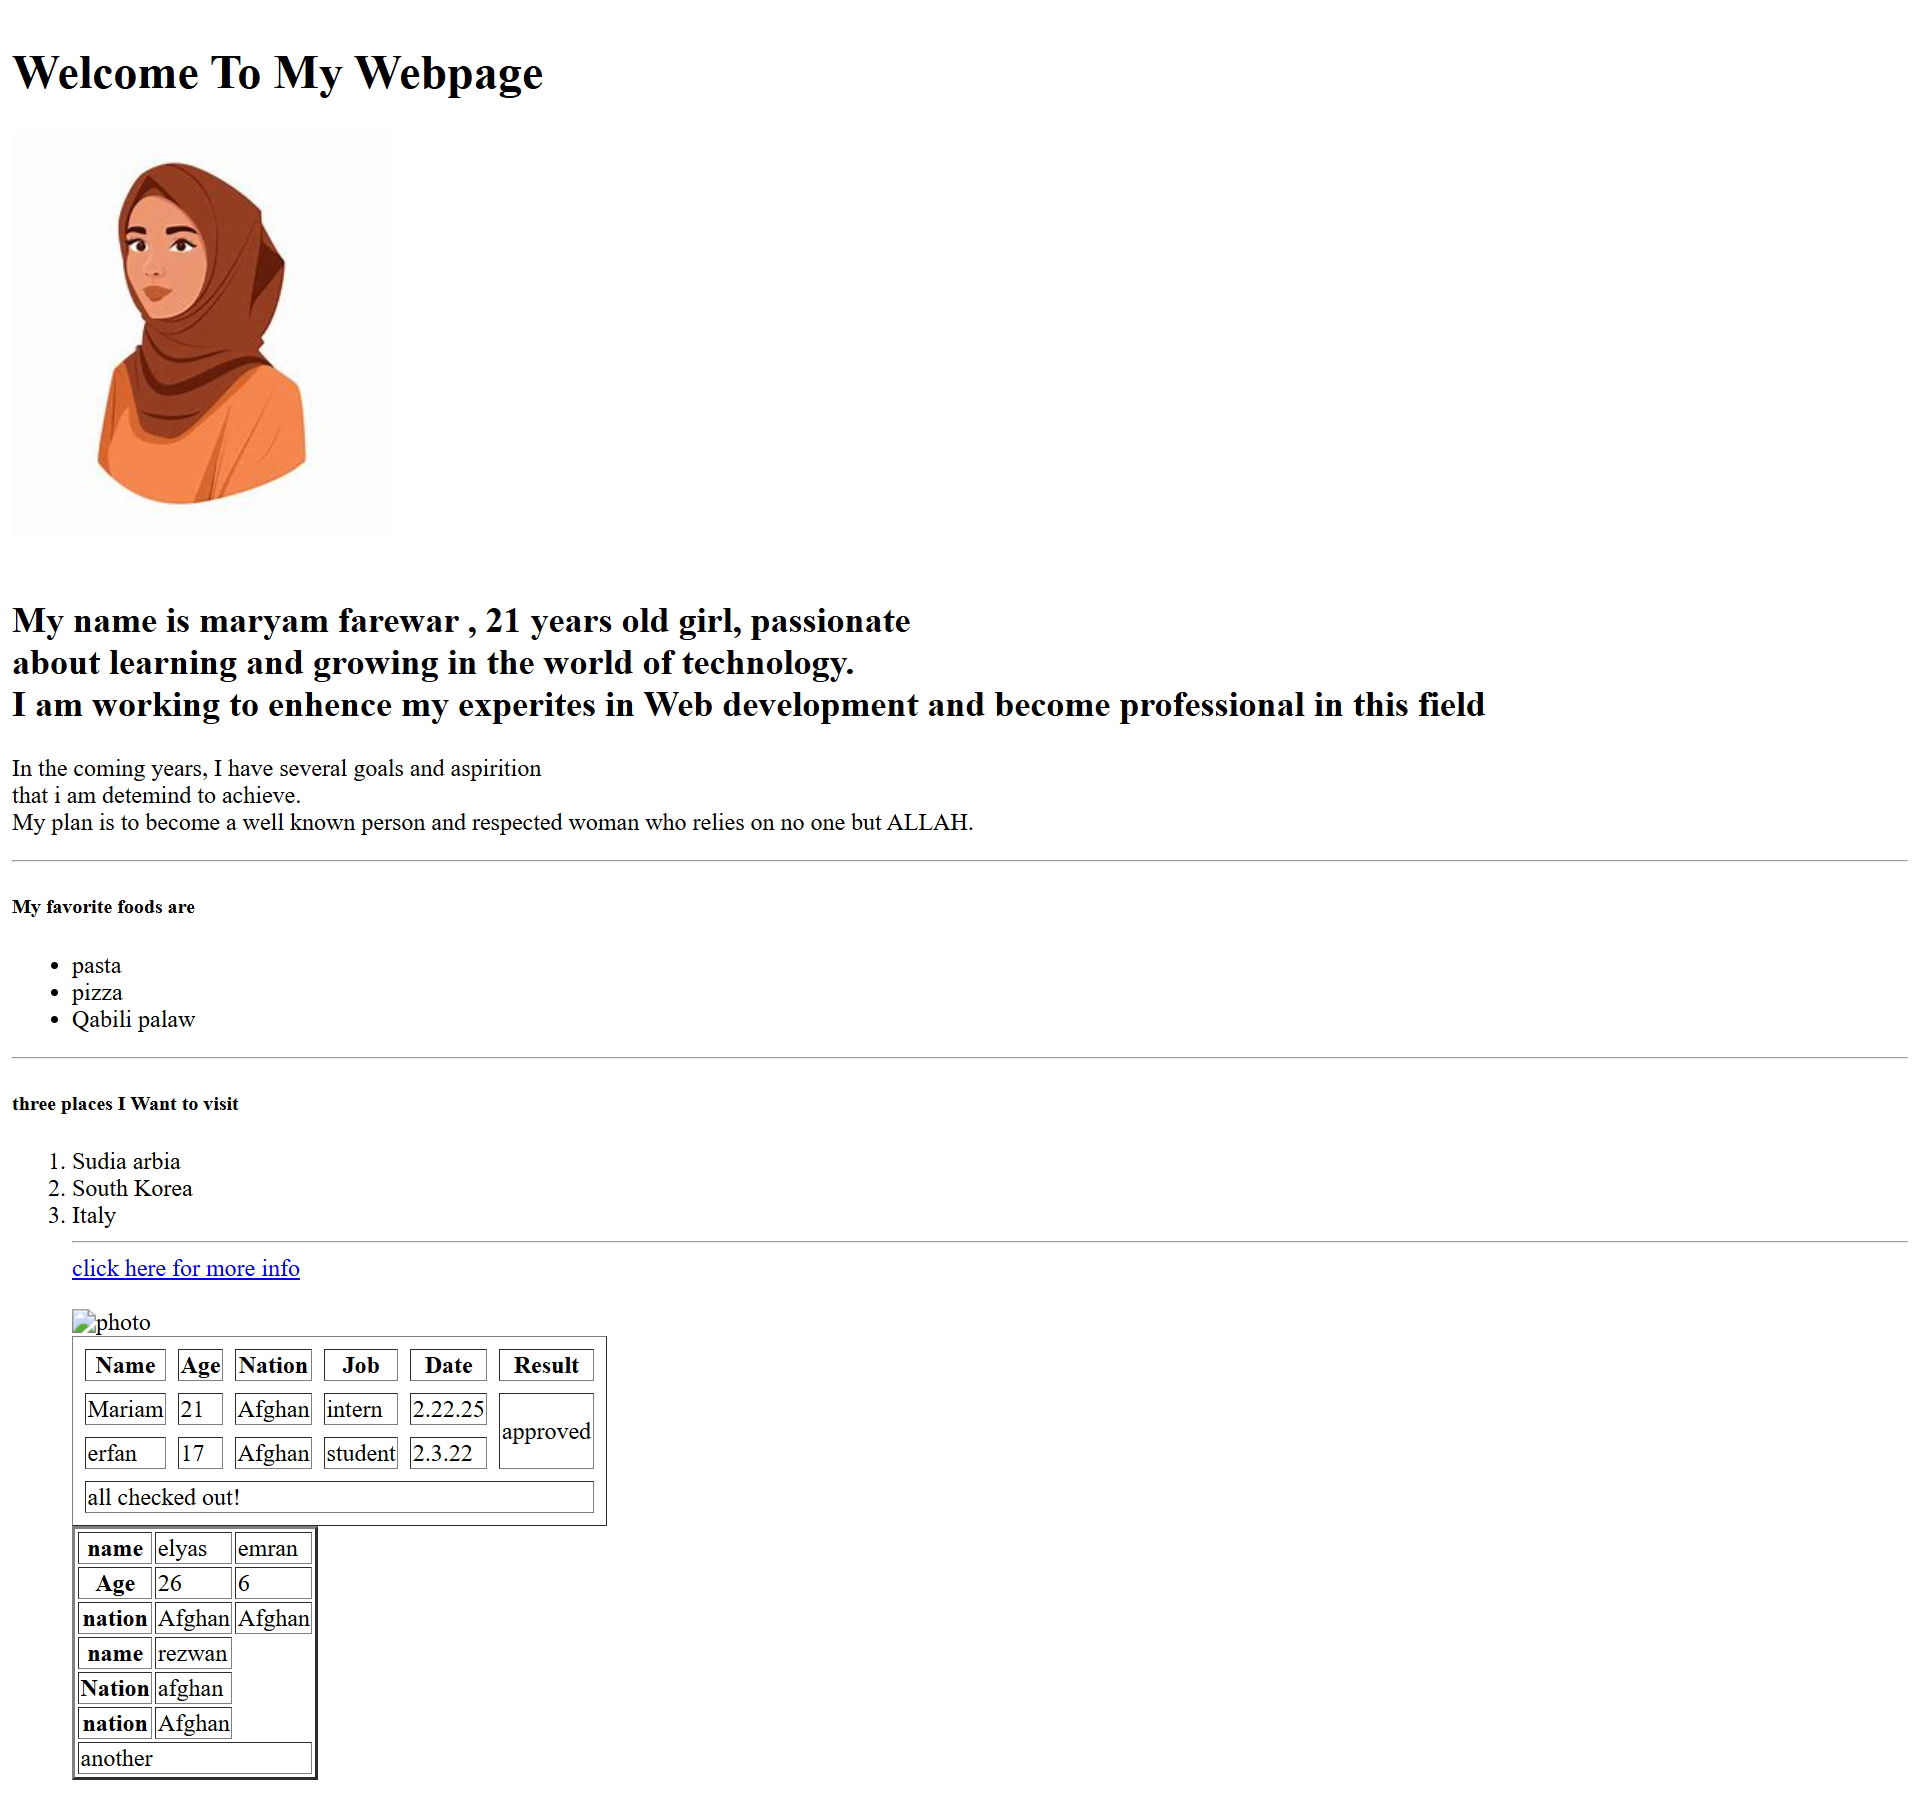 Welcome To My Webpage
My name is maryam farewar , 21 years old girl, passionate
about learning and growing in the world of technology.
I am working to enhence my experites in Web development and become professional in this field
In the coming years, I have several goals and aspirition
that i am detemind to achieve.
My plan is to become a well known person and respected woman who relies on no one but ALLAH.
My favorite foods are
• pasta
• pizza
• Qabili palaw
three places I Want to visit
1. Sudia arbia
2. South Korea
3. Italy
click here for more info
photo
Name Age Nation Job Date Result
Mariam 21 Afghan intern 2.22.25 approved
erfan 17 Afghan student 2.3.22
all checked out!
name elyas emran
Age 26 6
nation Afghan Afghan
name rezwan
Nation afghan
nation Afghan
another